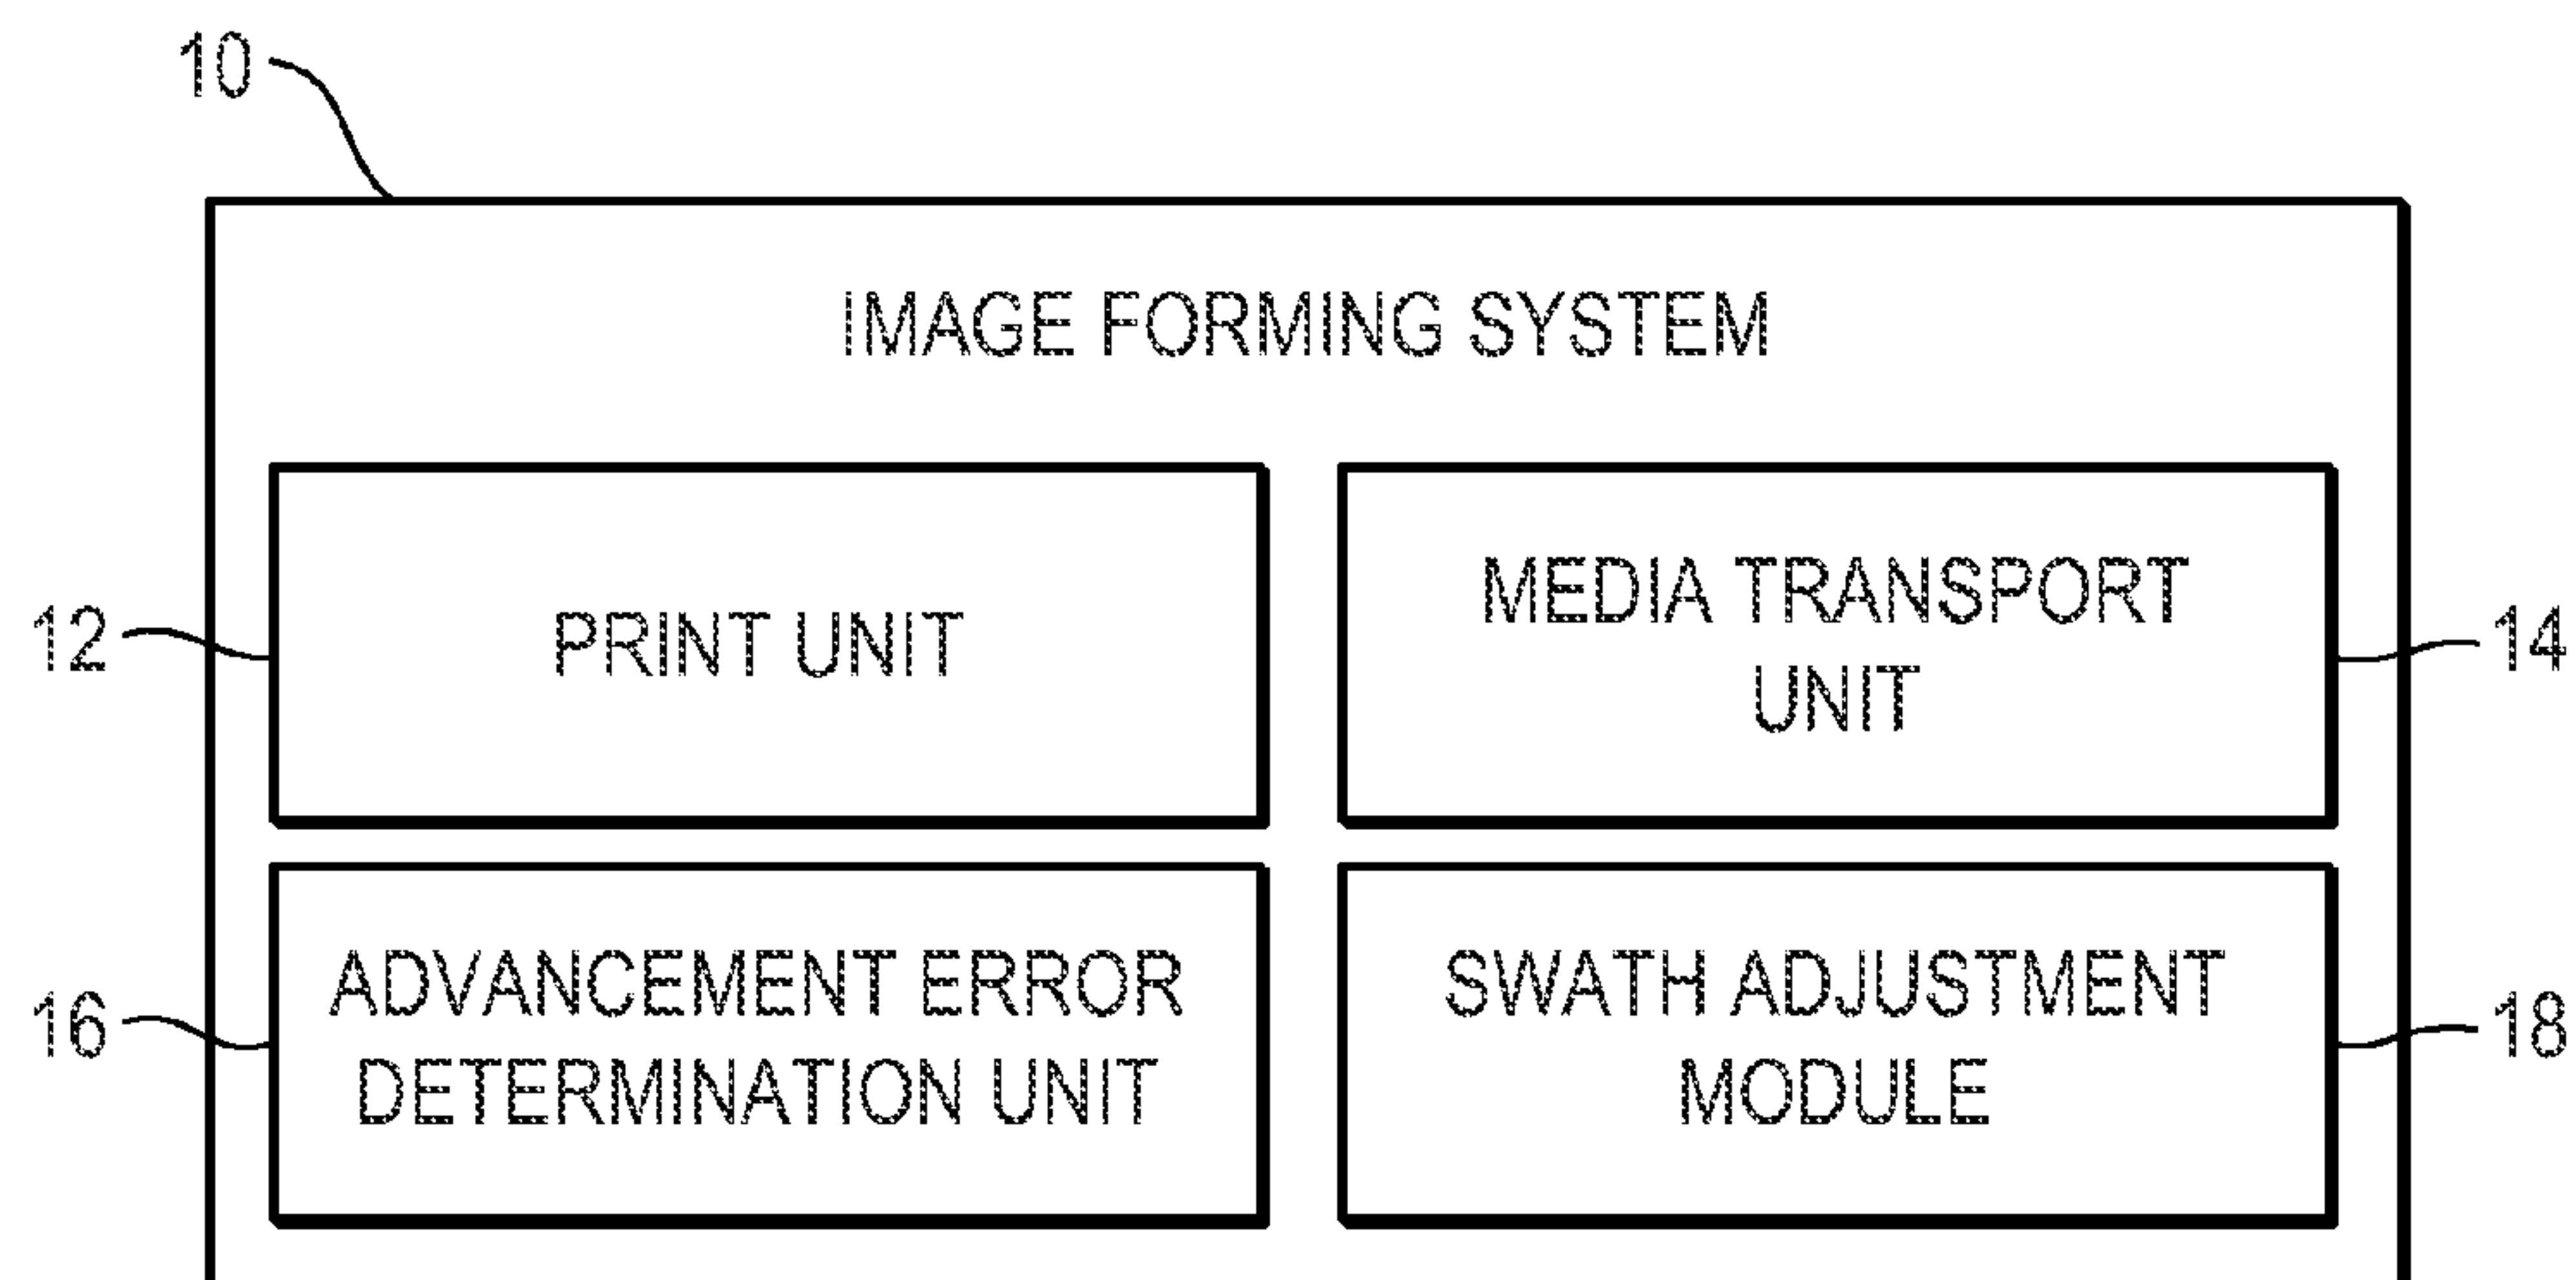 10
IMAGE FORMING SYSTEM
12
PRINT UNIT
MEDIA TRANSPORT
UNIT
14
16
ADVANCEMENT ERROR
DETERMINATION UNIT
SWATH ADJUSTMENT
MODULE
18